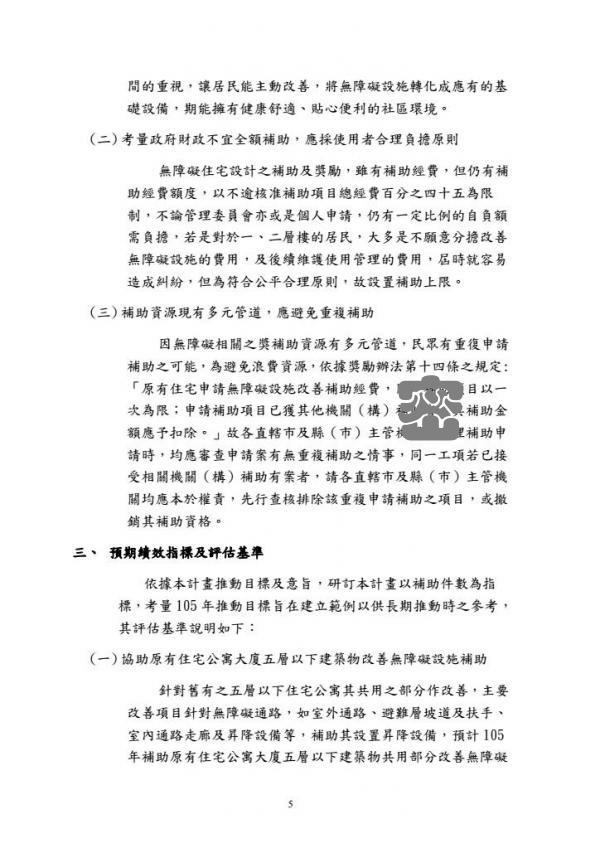 間的重視，讓居民能主動改善，將無障礙設施轉化成應有的基
礎設備，期能擁有健康舒適、貼心便利的社區環境。
(二)考量政府財政不宜全額補助，應採使用者合理負擔原則
無障礙住宅設計之補助及獎勵，雖有補助經費，但仍有補
助經費額度，以不逾核准補助項目總經費百分之四十五為限
制，不論管理委員會亦或是個人申請，仍有一定比例的自負額
需負擔，若是對於一、二層樓的居民，大多是不願意分擔改善
無障礙設施的費用，及後續維護使用管理的費用，屆時就容易
造成糾紛，但為符合公平合理原則，故設置補助上限。
(三)補助資源現有多元管道，應避免重複補助
因無障礙相關之獎補助資源有多元管道，民眾有重復申請
補助之可能，為避免浪費資源，依據獎勵辦法第十四條之規定：
「原有住宅申請無障礙設施改善補助經費，目以一
次為限；申請補助項目已獲其他機關（構）補助金
額應予扣除。」故各直轄市及縣（市）主管理補助申
請時，均應審查申請案有無重複補助之情事，同一工項若已接
受相關機關（構）補助有案者，請各直轄市及縣（市）主管機
關均應本於權責，先行查核排除該重複申請補助之項目，或撤
銷其補助資格。
三、 預期績效指標及評估基準
依據本計畫推動目標及意旨，研訂本計畫以補助件數為指
標，考量 105 年推動目標旨在建立範例以供長期推動時之參考，
其評估基準說明如下：
(一)協助原有住宅公寓大廈五層以下建築物改善無障礙設施補助
針對舊有之五層以下住宅公寓其共用之部分作改善，主要
改善項目針對無障礙通路，如室外通路、避難層坡道及扶手、
室內通路走廊及昇降設備等，補助其設置昇降設備，預計 105
年補助原有住宅公寓大廈五層以下建築物共用部分改善無障礙
5